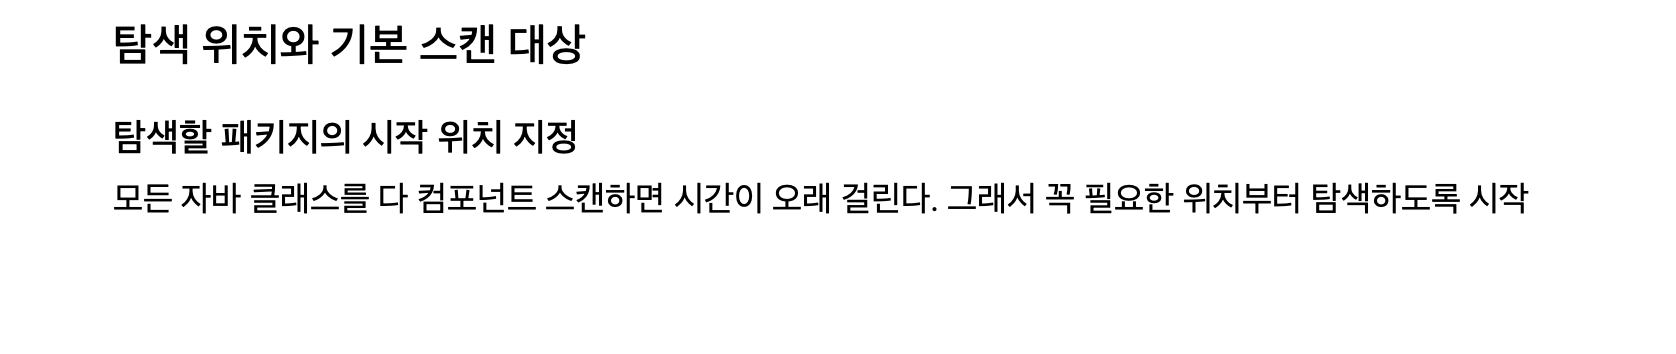 탐색 위치와 기본 스캔 대상
탐색할 패키지의 시작 위치 지정
모든 자바 클래스를 다 컴포넌트 스캔하면 시간이 오래 걸린다. 그래서 꼭 필요한 위치부터 탐색하도록 시작